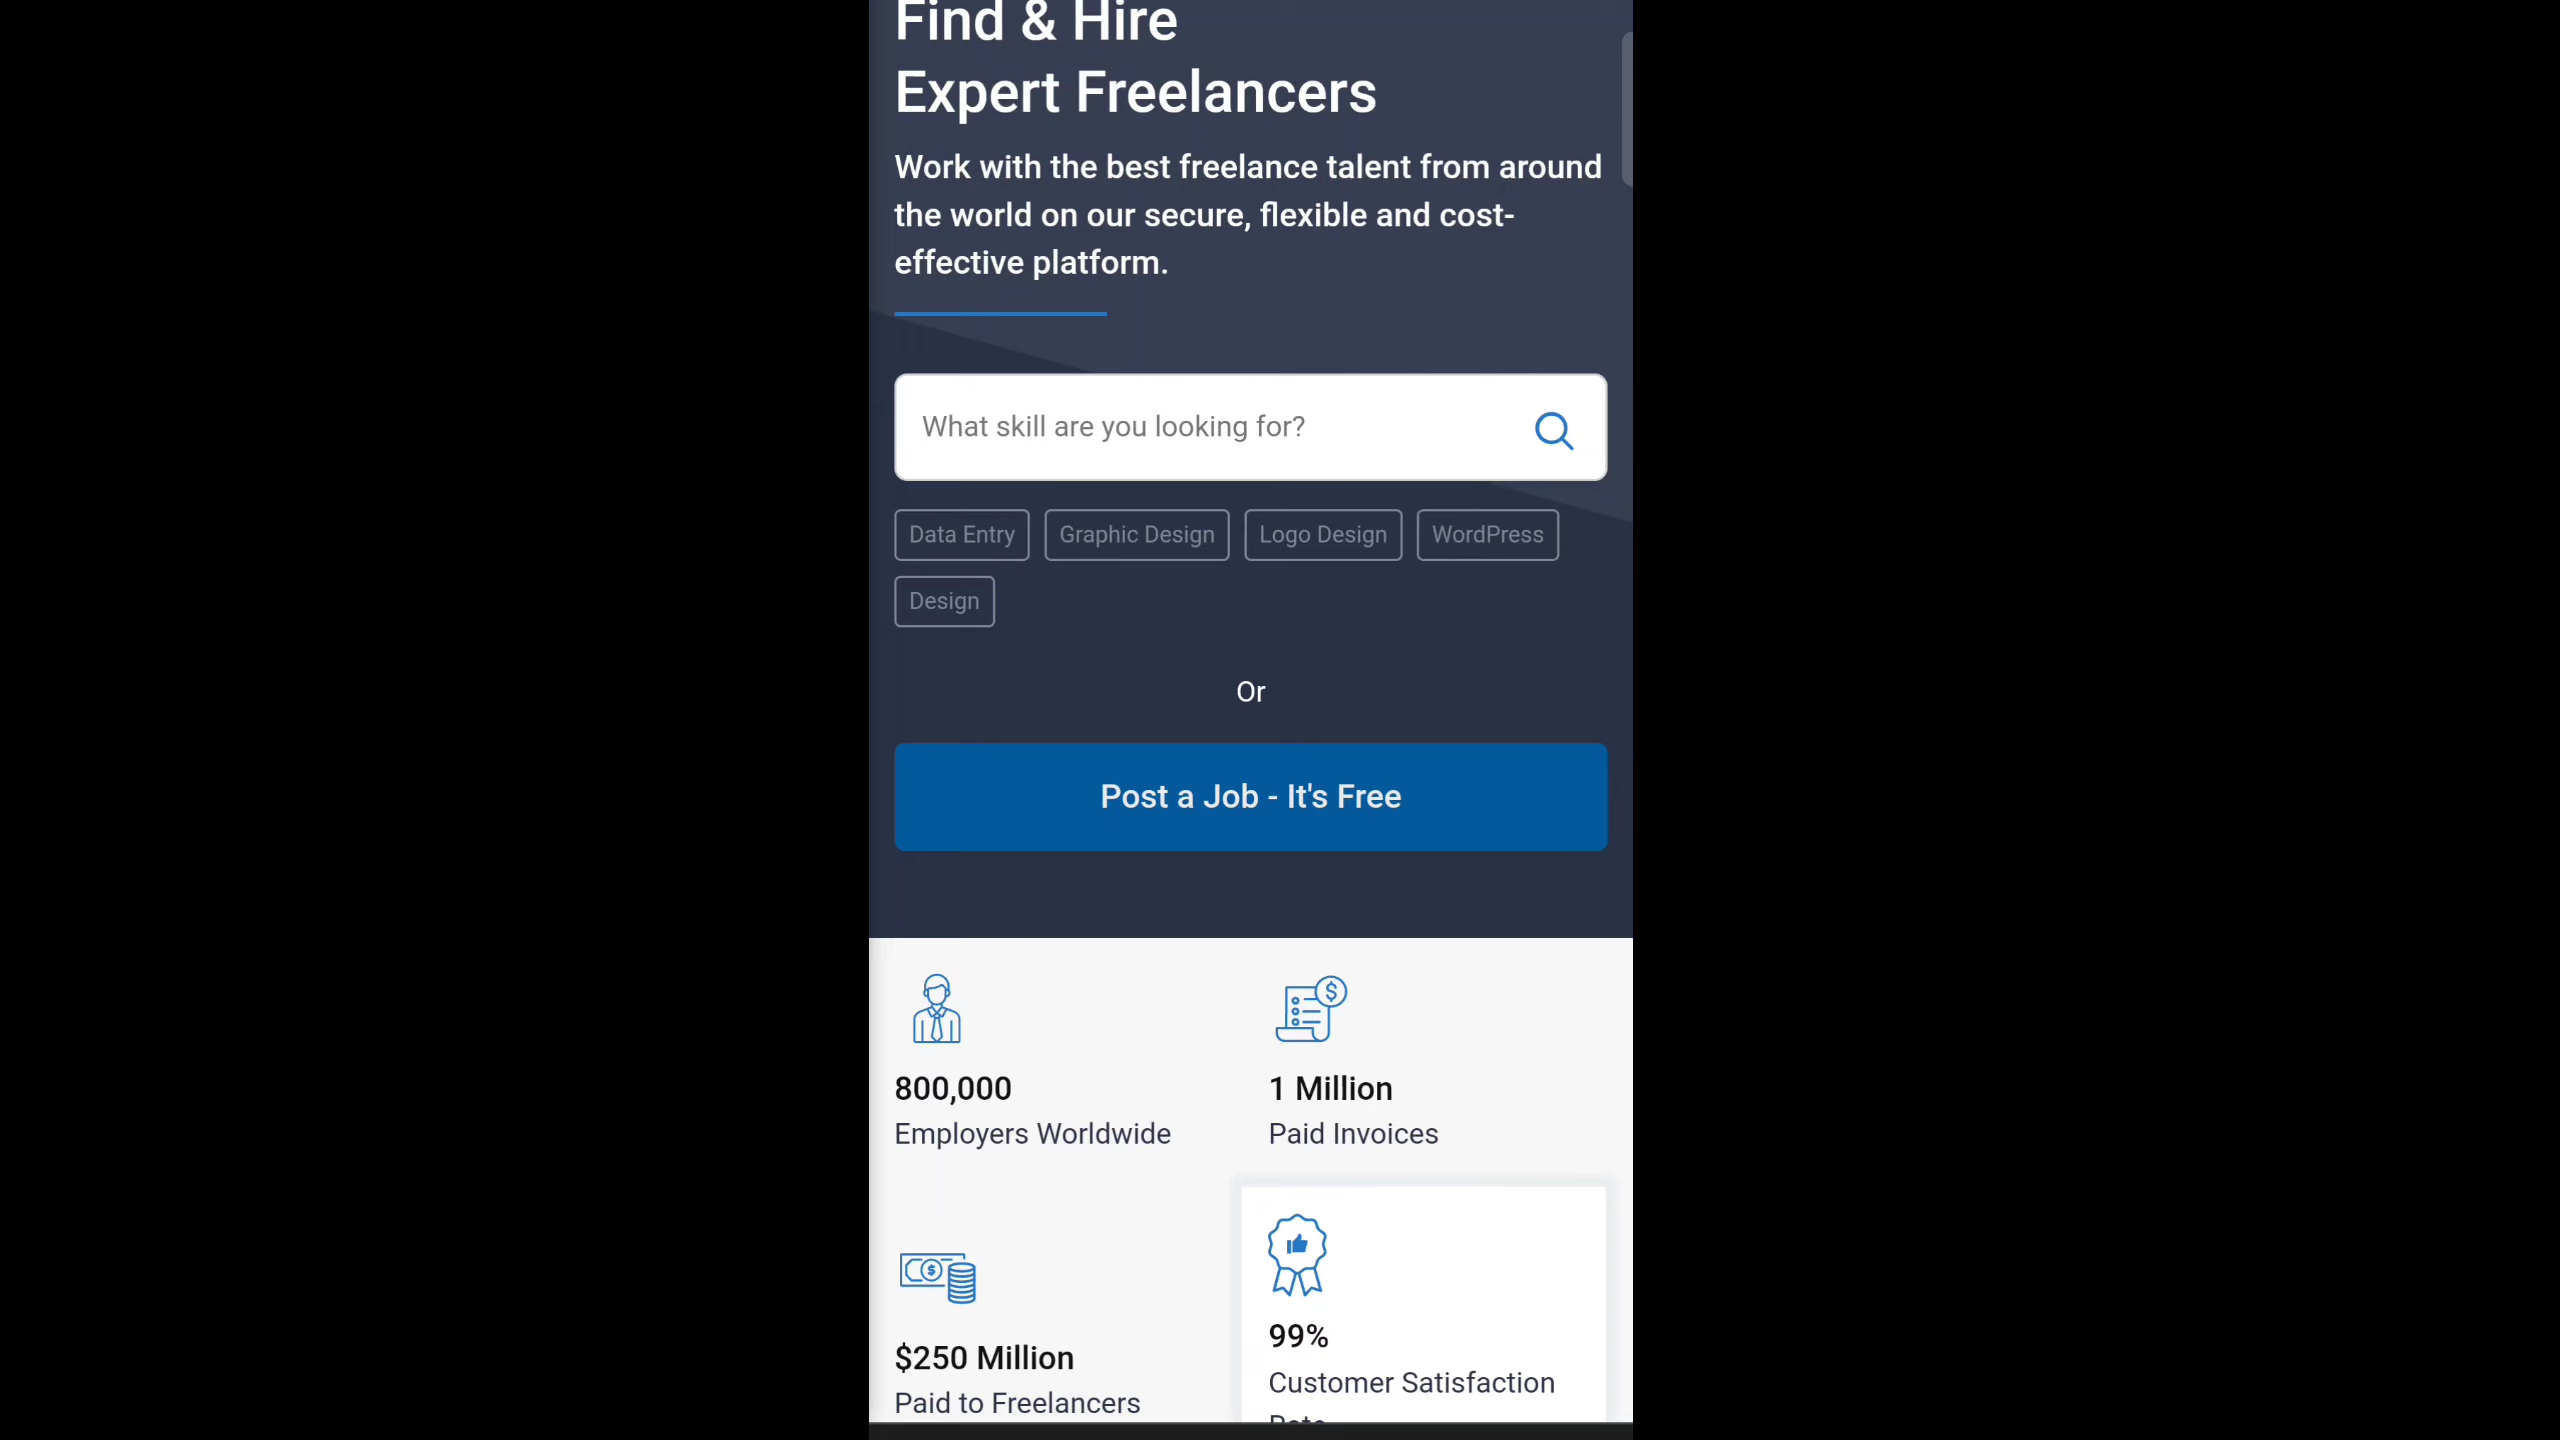 Find & Hire
Expert Freelancers
Work with the best freelance talent from around
the world on our secure, flexible and cost-
effective platform.
What skill are you looking for?
Data Entry
Graphic Design
Logo Design
WordPress
Design
Or
Post a Job - It's Free
800,000
Employers Worldwide
1 Million
Paid Invoices
$250 Million
Paid to Freelancers
99%
Customer Satisfaction
Rate